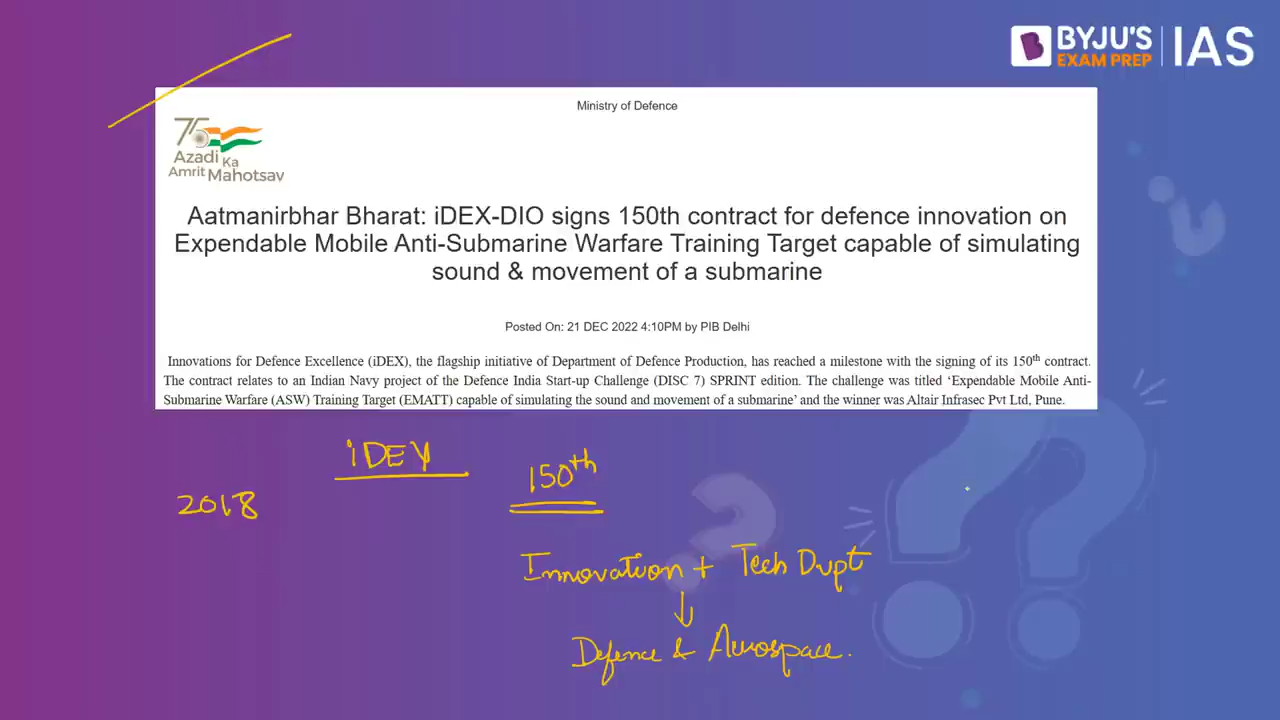 BYJU'S
EXAM PREP
IAS
Ministry of Defence
75
Azadi
Ka
Amrit
Mahotsav
Aatmanirbhar Bharat: iDEX-DIO signs 150th contract for defence innovation on
Expendable Mobile Anti-Submarine Warfare Training Target capable of simulating
sound & movement of a submarine
Posted On: 21 DEC 2022 4:10PM by PIB Delhi
Innovations for Defence Excellence (iDEX), the flagship initiative of Department of Defence Production, has reached a milestone with the signing of its 150th contract.
The contract relates to an Indian Navy project of the Defence India Start-up Challenge (DISC 7) SPRINT edition. The challenge was titled 'Expendable Mobile Anti-
Submarine Warfare (ASW) Training Target (EMATT) capable of simulating the sound and movement of a submarine' and the winner was Altair Infrasec Pvt Ltd, Pune.
iDEX
150th
2018
Innovation + Tech Dvpt
↓
Defence & Aerospace.